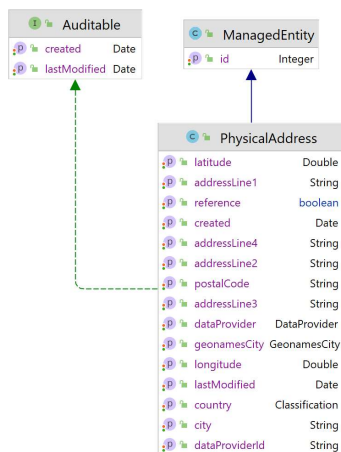 I Auditable
p created Date
p lastModified Date
C ManagedEntity
p id Integer
C PhysicalAddress
p latitude Double
p addressLine1 String
p reference boolean
p created Date
p addressLine4 String
p addressLine2 String
p postalCode String
p addressLine3 String
p dataProvider DataProvider
p geonamesCity GeonamesCity
p longitude Double
p lastModified Date
p country Classification
p city String
p dataProviderId String